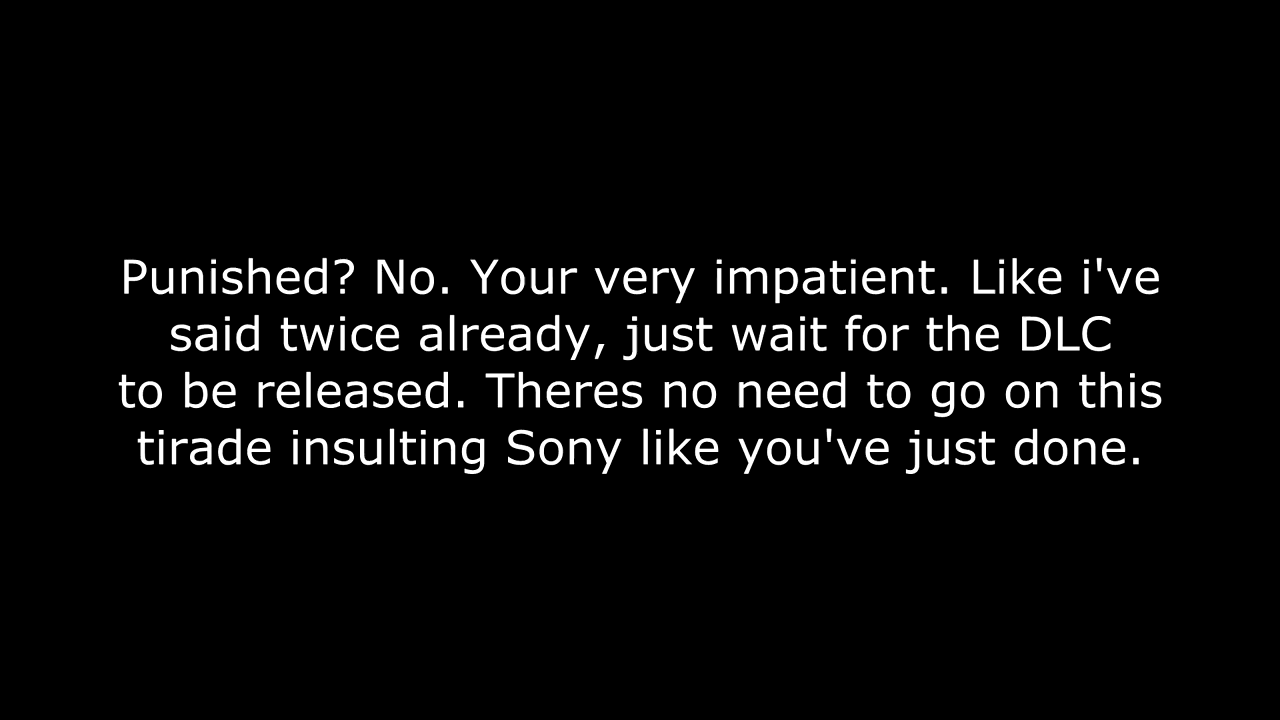 Punished? No. Your very impatient. Like i've
said twice already, just wait for the DLC
to be released. Theres no need to go on this
tirade insulting Sony like you've just done.